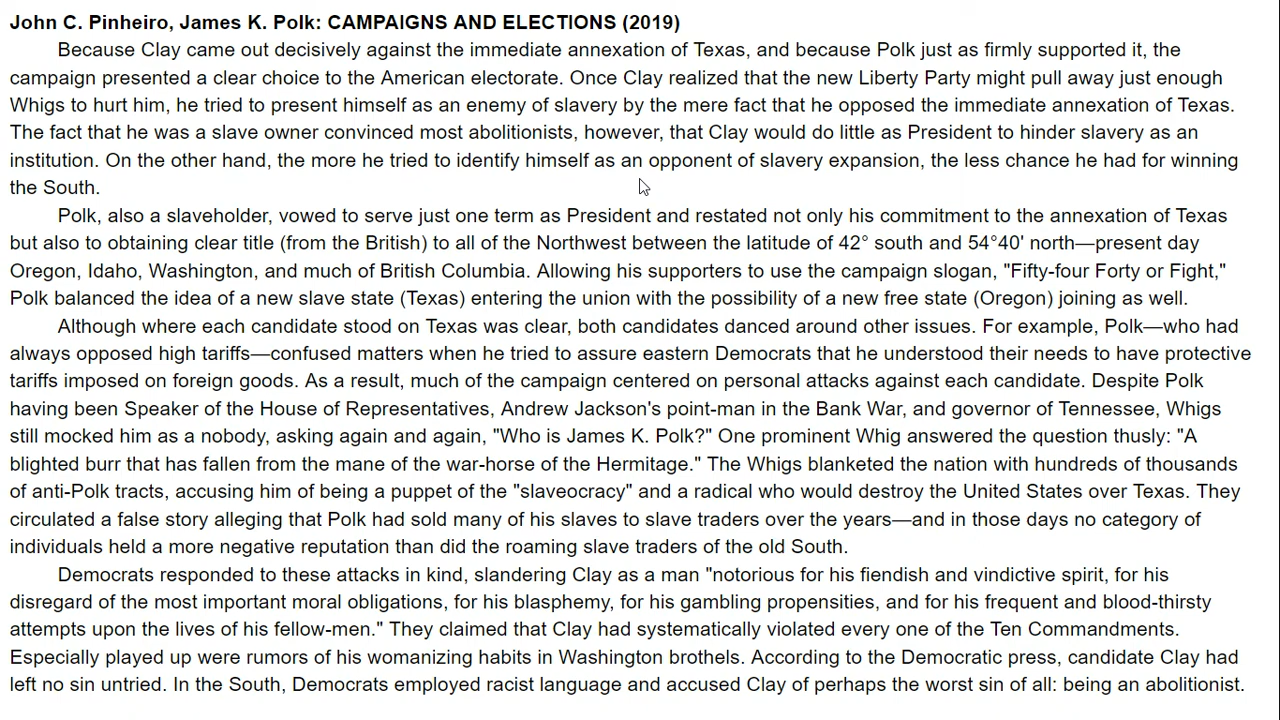 John C. Pinheiro, James K. Polk: CAMPAIGNS AND ELECTIONS (2019)
Because Clay came out decisively against the immediate annexation of Texas, and because Polk just as firmly supported it, the
campaign presented a clear choice to the American electorate. Once Clay realized that the new Liberty Party might pull away just enough
Whigs to hurt him, he tried to present himself as an enemy of slavery by the mere fact that he opposed the immediate annexation of Texas.
The fact that he was a slave owner convinced most abolitionists, however, that Clay would do little as President to hinder slavery as an
institution. On the other hand, the more he tried to identify himself as an opponent of slavery expansion, the less chance he had for winning
the South.
Polk, also a slaveholder, vowed to serve just one term as President and restated not only his commitment to the annexation of Texas
but also to obtaining clear title (from the British) to all of the Northwest between the latitude of 42° south and 54°40' north—present day
Oregon, Idaho, Washington, and much of British Columbia. Allowing his supporters to use the campaign slogan, "Fifty-four Forty or Fight,"
Polk balanced the idea of a new slave state (Texas) entering the union with the possibility of a new free state (Oregon) joining as well.
Although where each candidate stood on Texas was clear, both candidates danced around other issues. For example, Polk—who had
always opposed high tariffs—confused matters when he tried to assure eastern Democrats that he understood their needs to have protective
tariffs imposed on foreign goods. As a result, much of the campaign centered on personal attacks against each candidate. Despite Polk
having been Speaker of the House of Representatives, Andrew Jackson's point-man in the Bank War, and governor of Tennessee, Whigs
still mocked him as a nobody, asking again and again, "Who is James K. Polk?" One prominent Whig answered the question thusly: "A
blighted burr that has fallen from the mane of the war-horse of the Hermitage." The Whigs blanketed the nation with hundreds of thousands
of anti-Polk tracts, accusing him of being a puppet of the "slaveocracy" and a radical who would destroy the United States over Texas. They
circulated a false story alleging that Polk had sold many of his slaves to slave traders over the years—and in those days no category of
individuals held a more negative reputation than did the roaming slave traders of the old South.
Democrats responded to these attacks in kind, slandering Clay as a man "notorious for his fiendish and vindictive spirit, for his
disregard of the most important moral obligations, for his blasphemy, for his gambling propensities, and for his frequent and blood-thirsty
attempts upon the lives of his fellow-men." They claimed that Clay had systematically violated every one of the Ten Commandments.
Especially played up were rumors of his womanizing habits in Washington brothels. According to the Democratic press, candidate Clay had
left no sin untried. In the South, Democrats employed racist language and accused Clay of perhaps the worst sin of all: being an abolitionist.